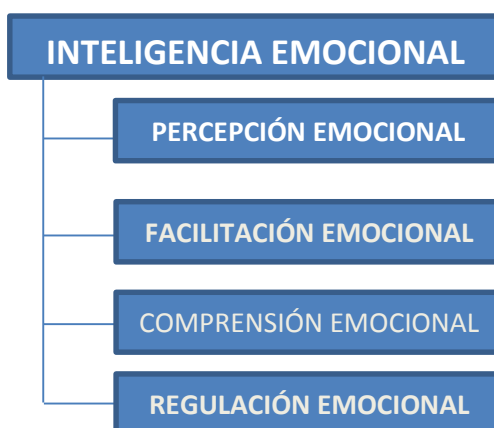 INTELIGENCIA EMOCIONAL
PERCEPCIÓN EMOCIONAL
FACILITACIÓN EMOCIONAL
COMPRENSIÓN EMOCIONAL
REGULACIÓN EMOCIONAL